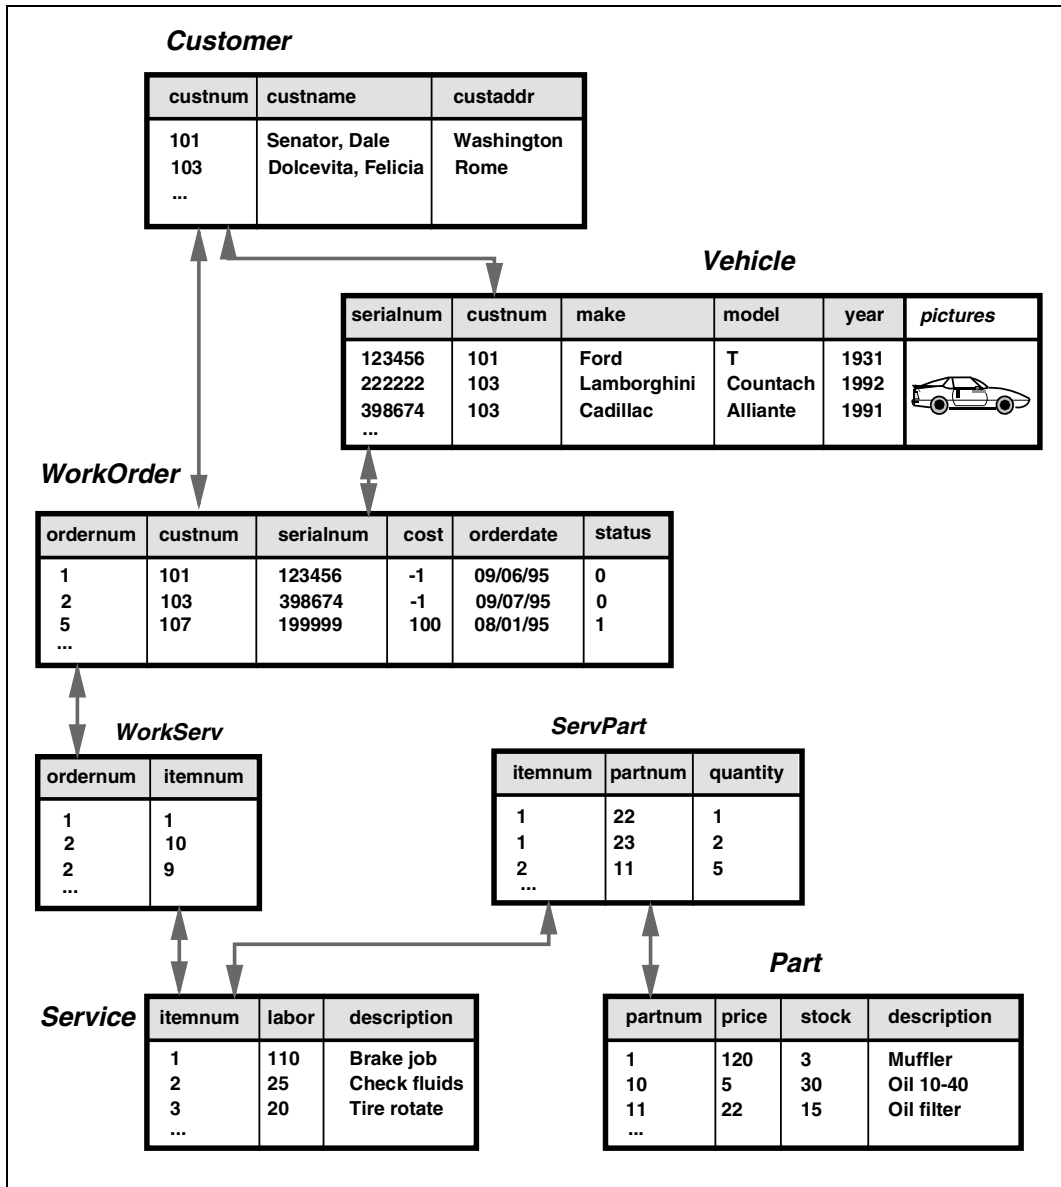 Customer
custnum custname custaddr
101 Senator, Dale Washington
103 Dolcevita, Felicia Rome
...
Vehicle
serialnum custnum make model year pictures
123456 101 Ford T 1931
222222 103 Lamborghini Countach 1992
398674 103 Cadillac Alliante 1991
...
WorkOrder
ordernum custnum serialnum cost orderdate status
1 101 123456 -1 09/06/95 0
2 103 398674 -1 09/07/95 0
5 107 199999 100 08/01/95 1
...
WorkServ
ordernum itemnum
1 1
2 10
2 9
...
ServPart
itemnum partnum quantity
1 22 1
1 23 2
2 11 5
...
Service
itemnum labor description
1 110 Brake job
2 25 Check fluids
3 20 Tire rotate
...
Part
partnum price stock description
1 120 3 Muffler
10 5 30 Oil 10-40
11 22 15 Oil filter
...